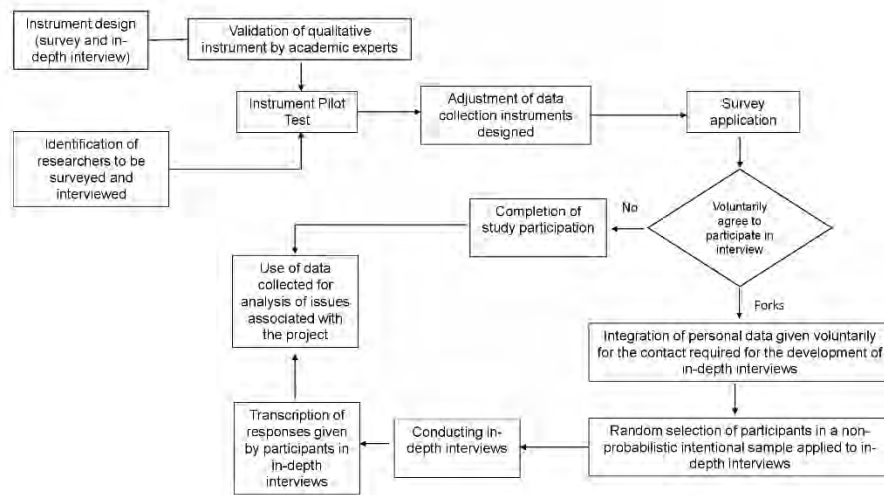 Instrument design
(survey and in-
depth interview)
Validation of qualitative
instrument by academic experts
Instrument Pilot
Test
Adjustment of data
collection instruments
designed
Survey
application
Identification of
researchers to be
surveyed and
interviewed
Voluntarily
agree to
participate in
interview
No
Completion of
study participation
Use of data
collected for
analysis of issues
associated with
the project
Forks
Integration of personal data given voluntarily
for the contact required for the development of
in-depth interviews
Random selection of participants in a non-
probabilistic intentional sample applied to in-
depth Interviews
Conducting in-
depth interviews
Transcription of
responses given
by participants in
in-depth
interviews